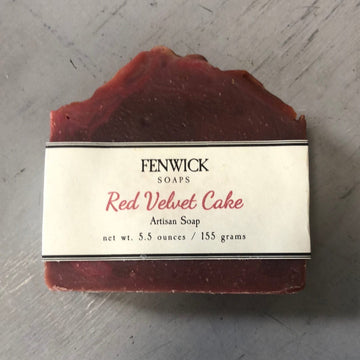 FENWICK
SOAPS
Red Velvet Cake
Artisan Soap
net wt. 5.5 ounces / 155 grams